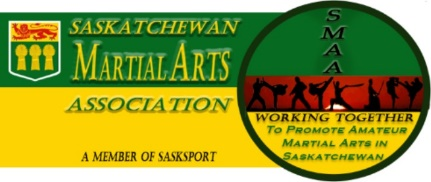 SASKATCHEWAN
MARTIAL ARTS
ASSOCIATION
A MEMBER OF SASKSPORT
SMAA
WORKING TOGETHER
TO PROMOTE AMATEUR
MARTIAL ARTS IN
SASKATCHEWAN